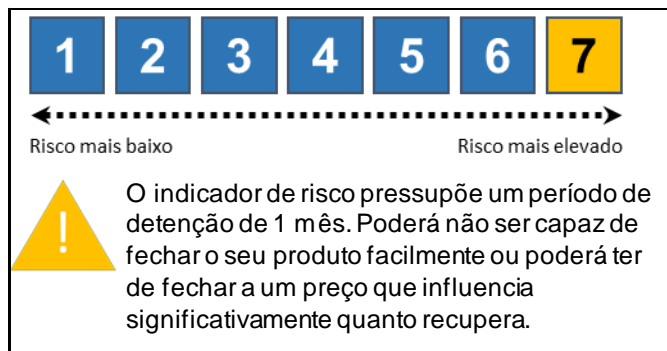 1 2 3 4 5 6 7
Risco mais baixo Risco mais elevado
!
O indicador de risco pressupõe um período de
detenção de 1 mês. Poderá não ser capaz de
fechar o seu produto facilmente ou poderá ter
de fechar a um preço que influencia
significativamente quanto recupera.